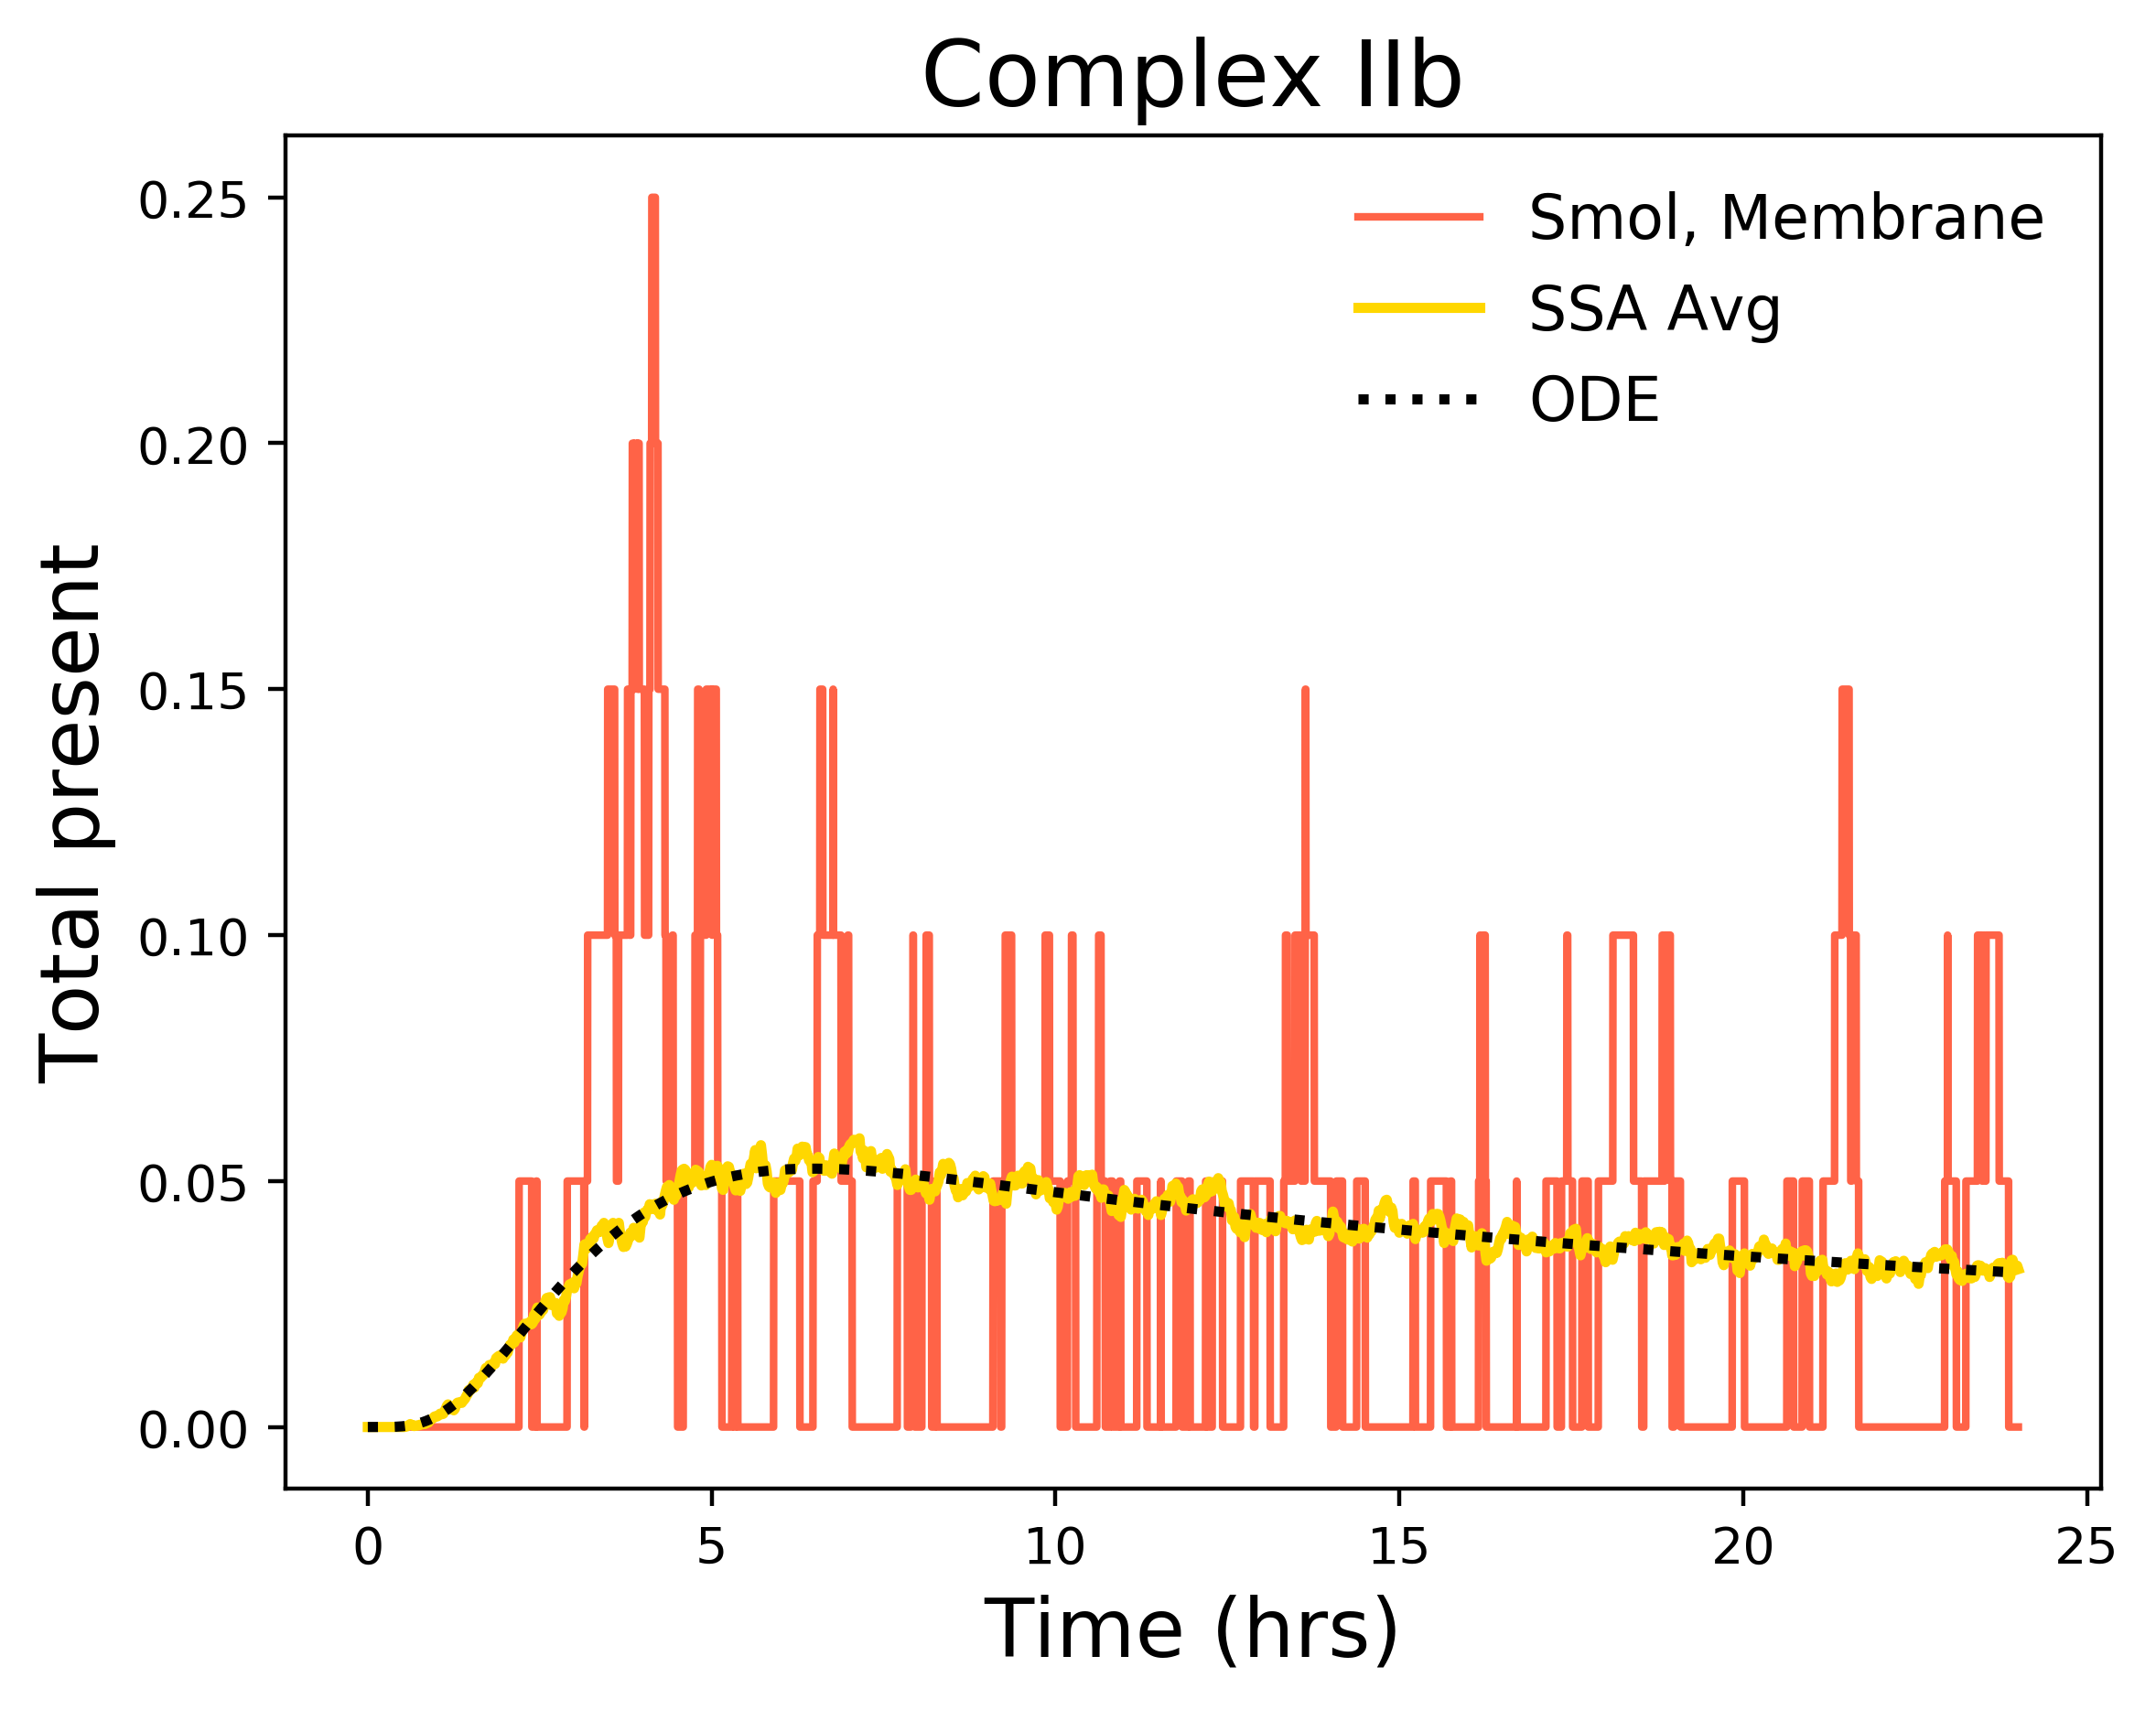 Complex IIb
Smol, Membrane
SSA Avg
ODE
Total present
0.25
0.20
0.15
0.10
0.05
0.00
0 5 10 15 20 25
Time (hrs)